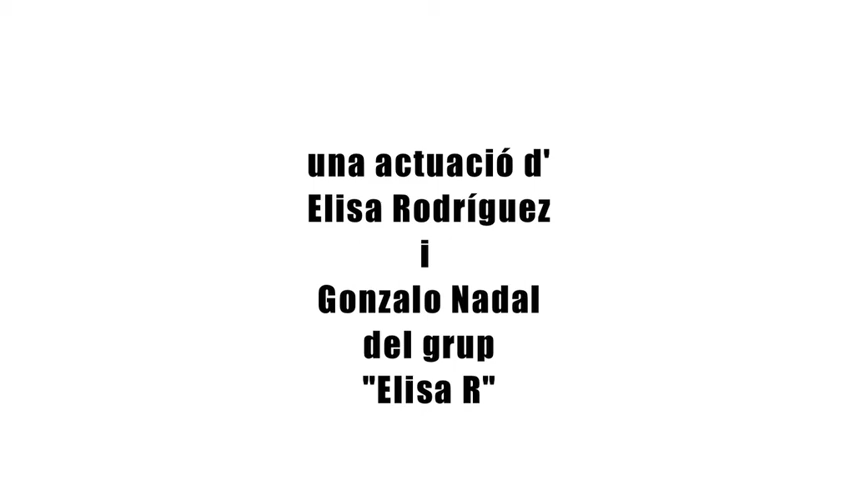 una actuació d'
Elisa Rodríguez
i
Gonzalo Nadal
del grup
"Elisa R"